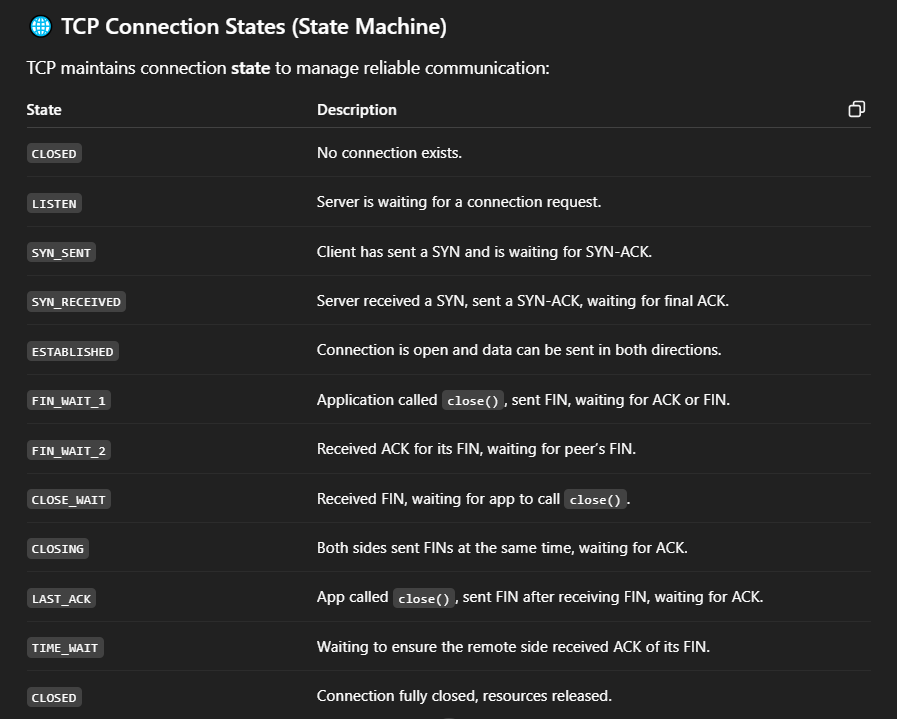 🌐 TCP Connection States (State Machine)
TCP maintains connection state to manage reliable communication:
State Description
CLOSED No connection exists.
LISTEN Server is waiting for a connection request.
SYN_SENT Client has sent a SYN and is waiting for SYN-ACK.
SYN_RECEIVED Server received a SYN, sent a SYN-ACK, waiting for final ACK.
ESTABLISHED Connection is open and data can be sent in both directions.
FIN_WAIT_1 Application called close(), sent FIN, waiting for ACK or FIN.
FIN_WAIT_2 Received ACK for its FIN, waiting for peer’s FIN.
CLOSE_WAIT Received FIN, waiting for app to call close().
CLOSING Both sides sent FINs at the same time, waiting for ACK.
LAST_ACK App called close(), sent FIN after receiving FIN, waiting for ACK.
TIME_WAIT Waiting to ensure the remote side received ACK of its FIN.
CLOSED Connection fully closed, resources released.